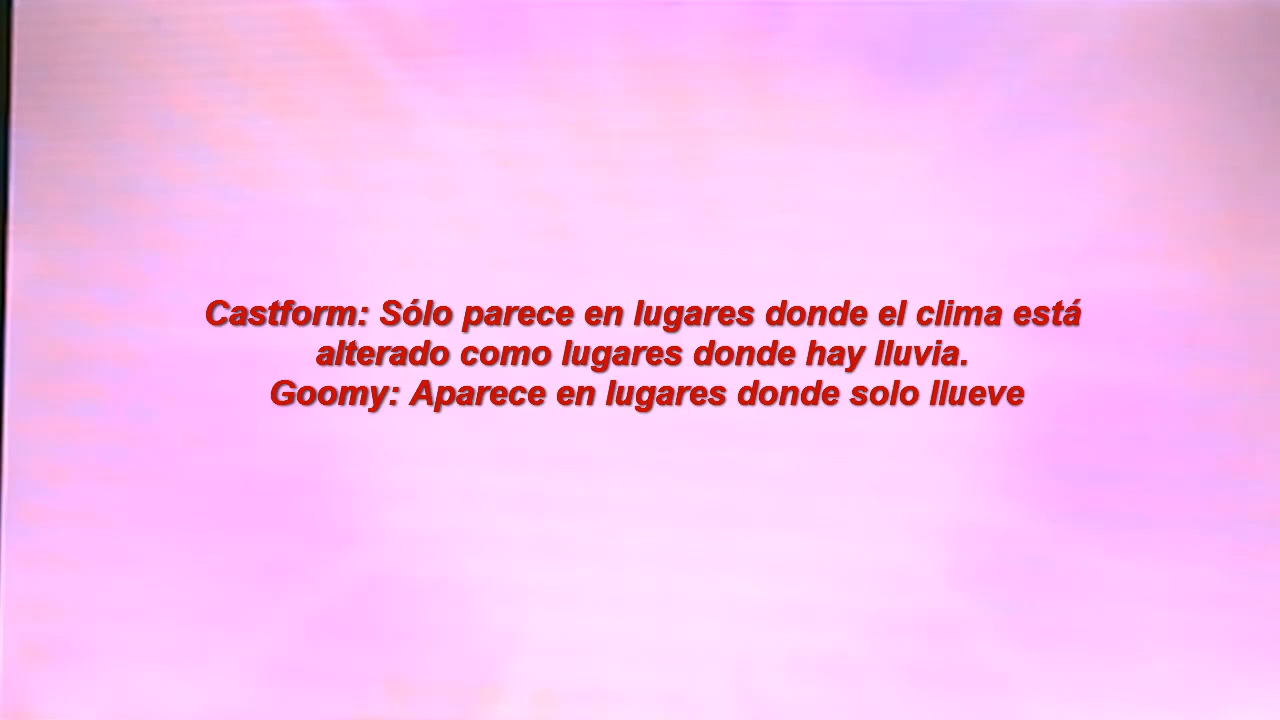 Castform: Sólo parece en lugares donde el clima está
alterado como lugares donde hay lluvia.
Goomy: Aparece en lugares donde solo llueve